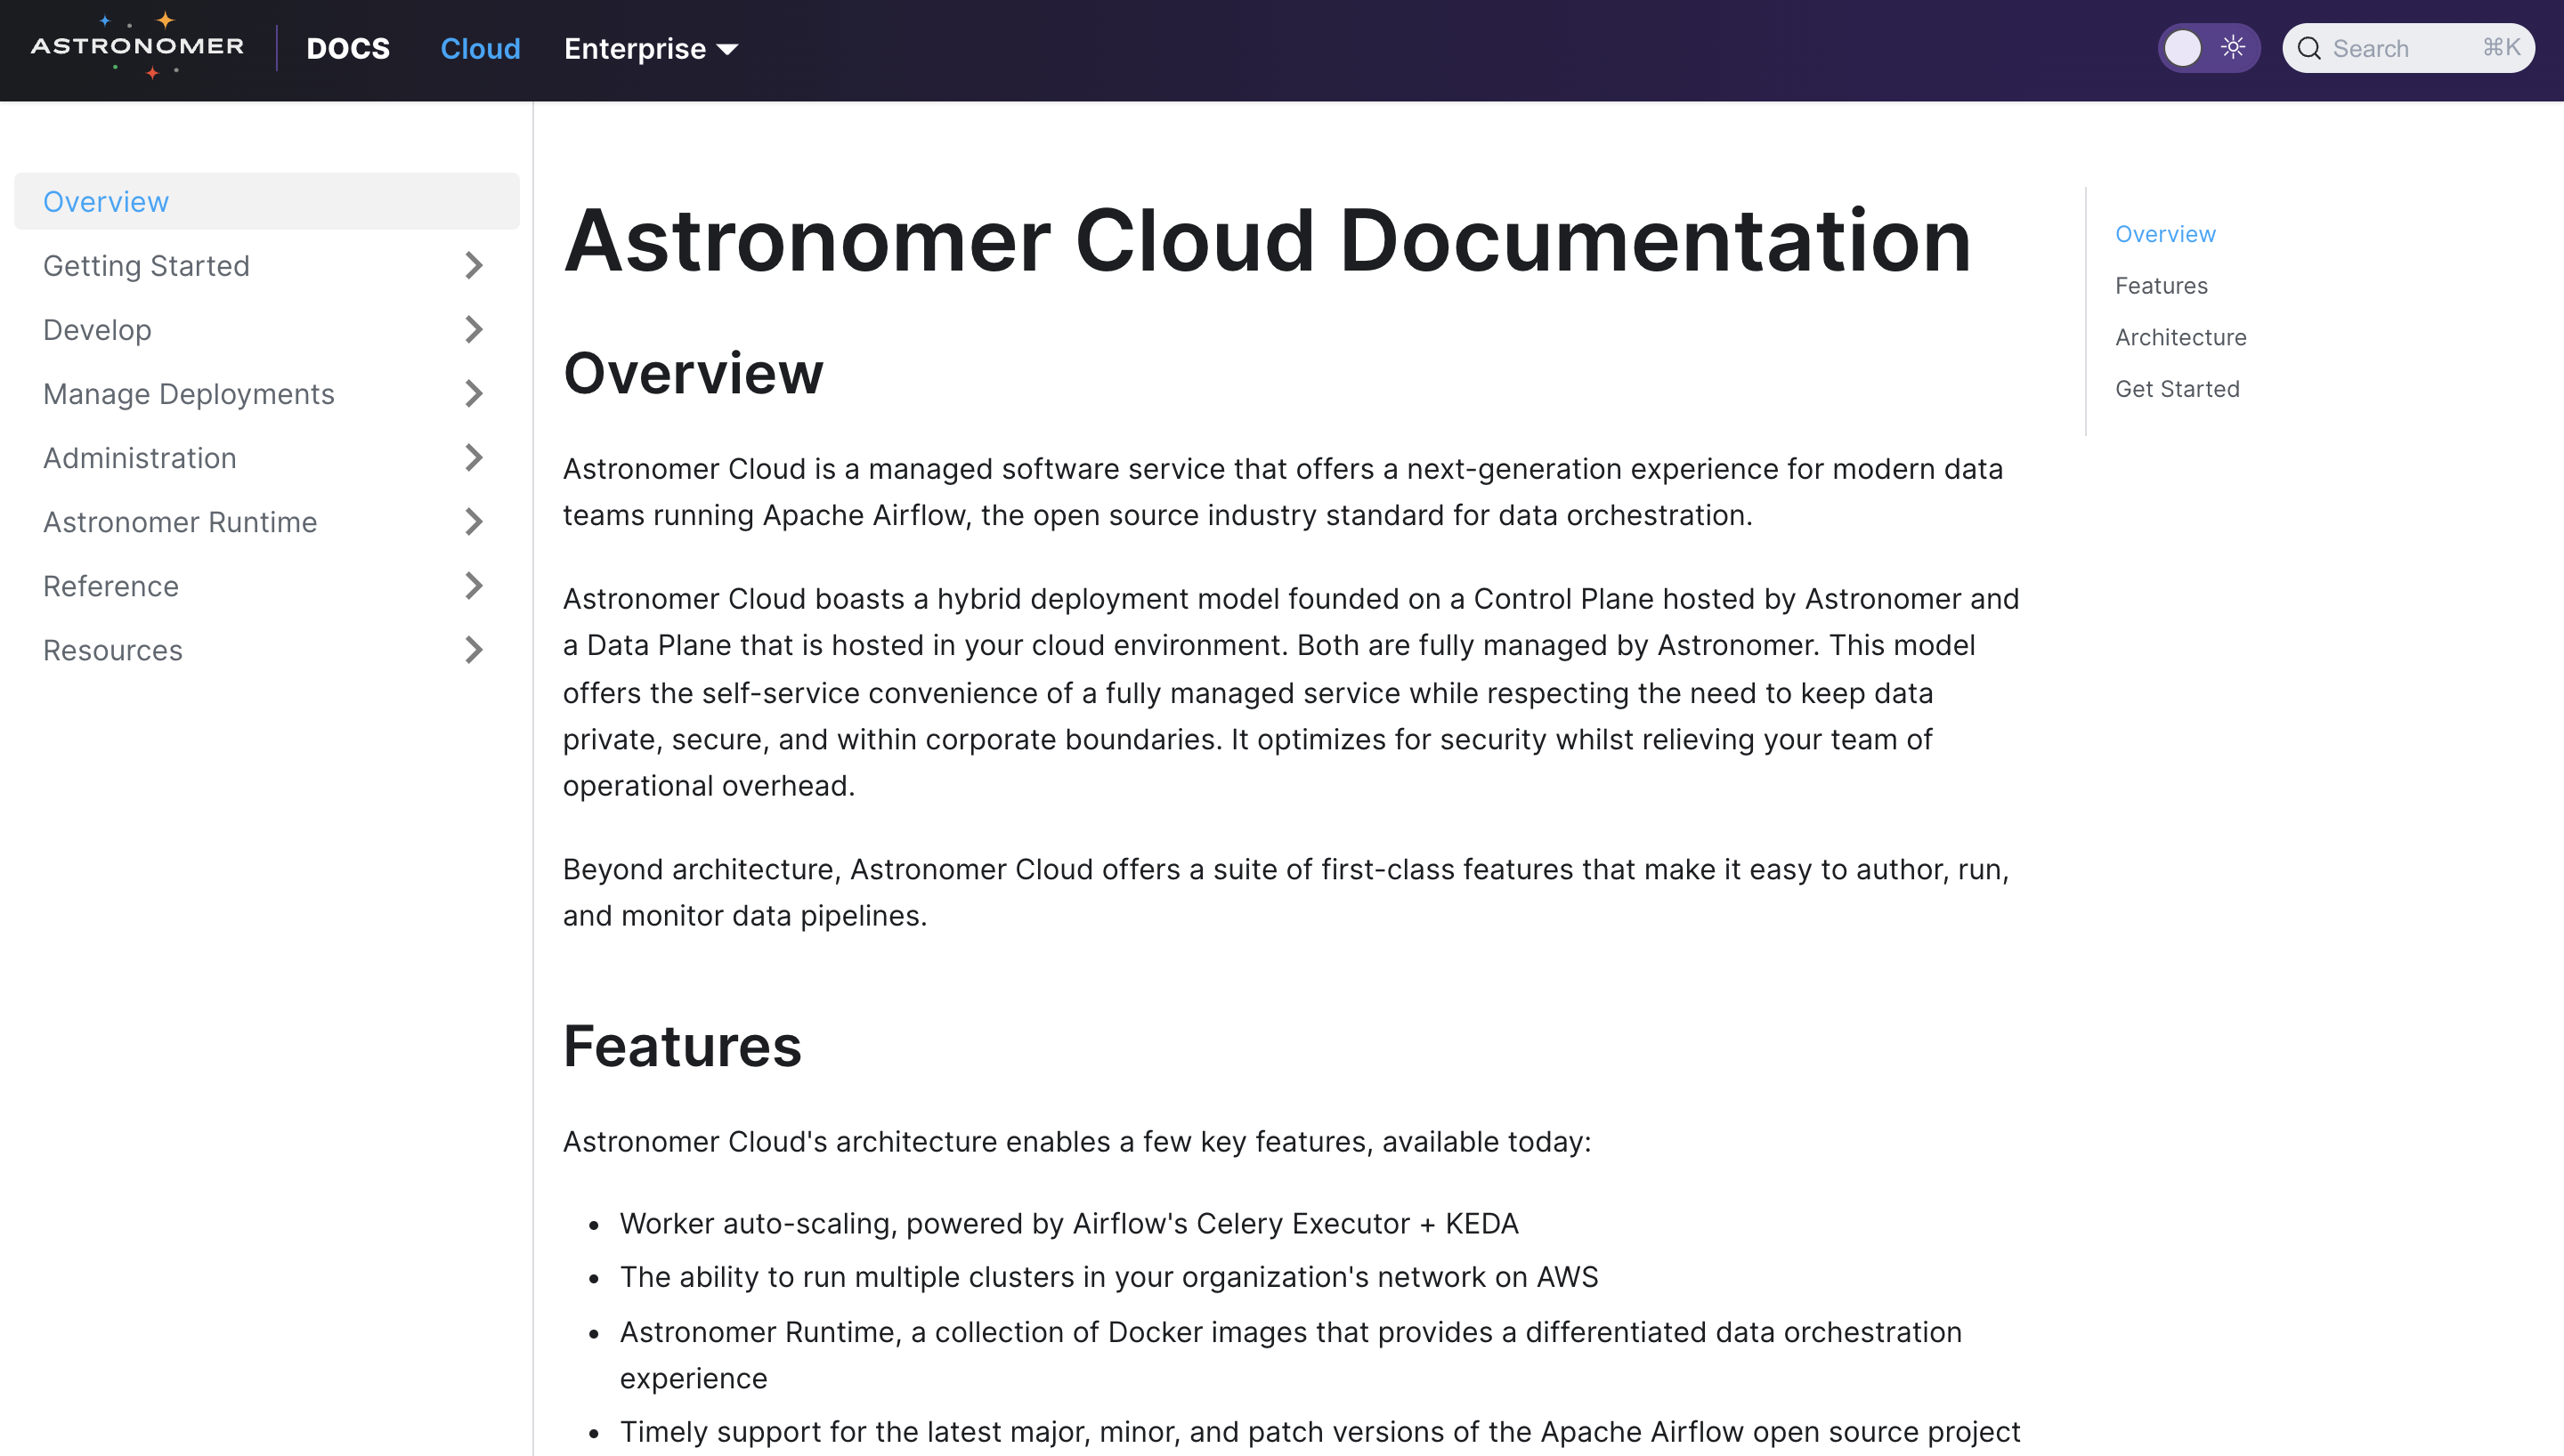 ASTRONOMER
DOCS
Cloud
Enterprise
Search
⌘K
Overview
Getting Started
Develop
Manage Deployments
Administration
Astronomer Runtime
Reference
Resources
Astronomer Cloud Documentation
Overview
Astronomer Cloud is a managed software service that offers a next-generation experience for modern data
teams running Apache Airflow, the open source industry standard for data orchestration.
Astronomer Cloud boasts a hybrid deployment model founded on a Control Plane hosted by Astronomer and
a Data Plane that is hosted in your cloud environment. Both are fully managed by Astronomer. This model
offers the self-service convenience of a fully managed service while respecting the need to keep data
private, secure, and within corporate boundaries. It optimizes for security whilst relieving your team of
operational overhead.
Beyond architecture, Astronomer Cloud offers a suite of first-class features that make it easy to author, run,
and monitor data pipelines.
Features
Astronomer Cloud's architecture enables a few key features, available today:
• Worker auto-scaling, powered by Airflow's Celery Executor + KEDA
• The ability to run multiple clusters in your organization's network on AWS
• Astronomer Runtime, a collection of Docker images that provides a differentiated data orchestration
experience
• Timely support for the latest major, minor, and patch versions of the Apache Airflow open source project
Overview
Features
Architecture
Get Started